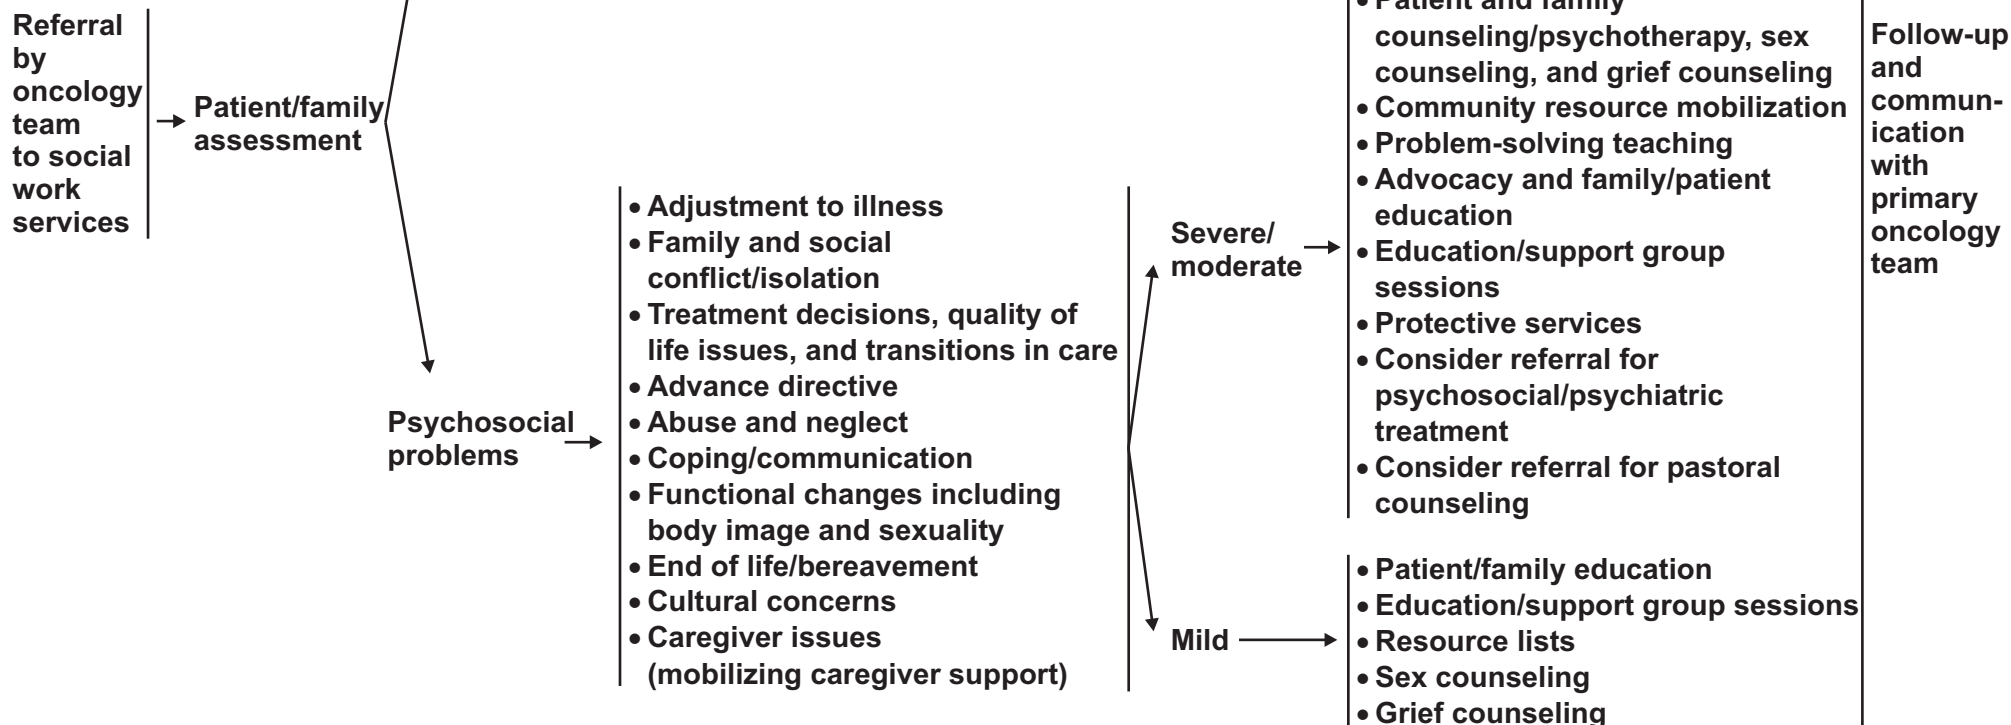 Referral
by
oncology
team
to social
work
services
Patient/family
assessment
Psychosocial
problems
• Adjustment to illness
• Family and social
conflict/isolation
• Treatment decisions, quality of
life issues, and transitions in care
• Advance directive
• Abuse and neglect
• Coping/communication
• Functional changes including
body image and sexuality
• End of life/bereavement
• Cultural concerns
• Caregiver issues
(mobilizing caregiver support)
Severe/
moderate
• Patient and family
counseling/psychotherapy, sex
counseling, and grief counseling
• Community resource mobilization
• Problem-solving teaching
• Advocacy and family/patient
education
• Education/support group
sessions
• Protective services
• Consider referral for
psychosocial/psychiatric
treatment
• Consider referral for pastoral
counseling
Mild
• Patient/family education
• Education/support group sessions
• Resource lists
• Sex counseling
• Grief counseling
Follow-up
and
commun-
ication
with
primary
oncology
team